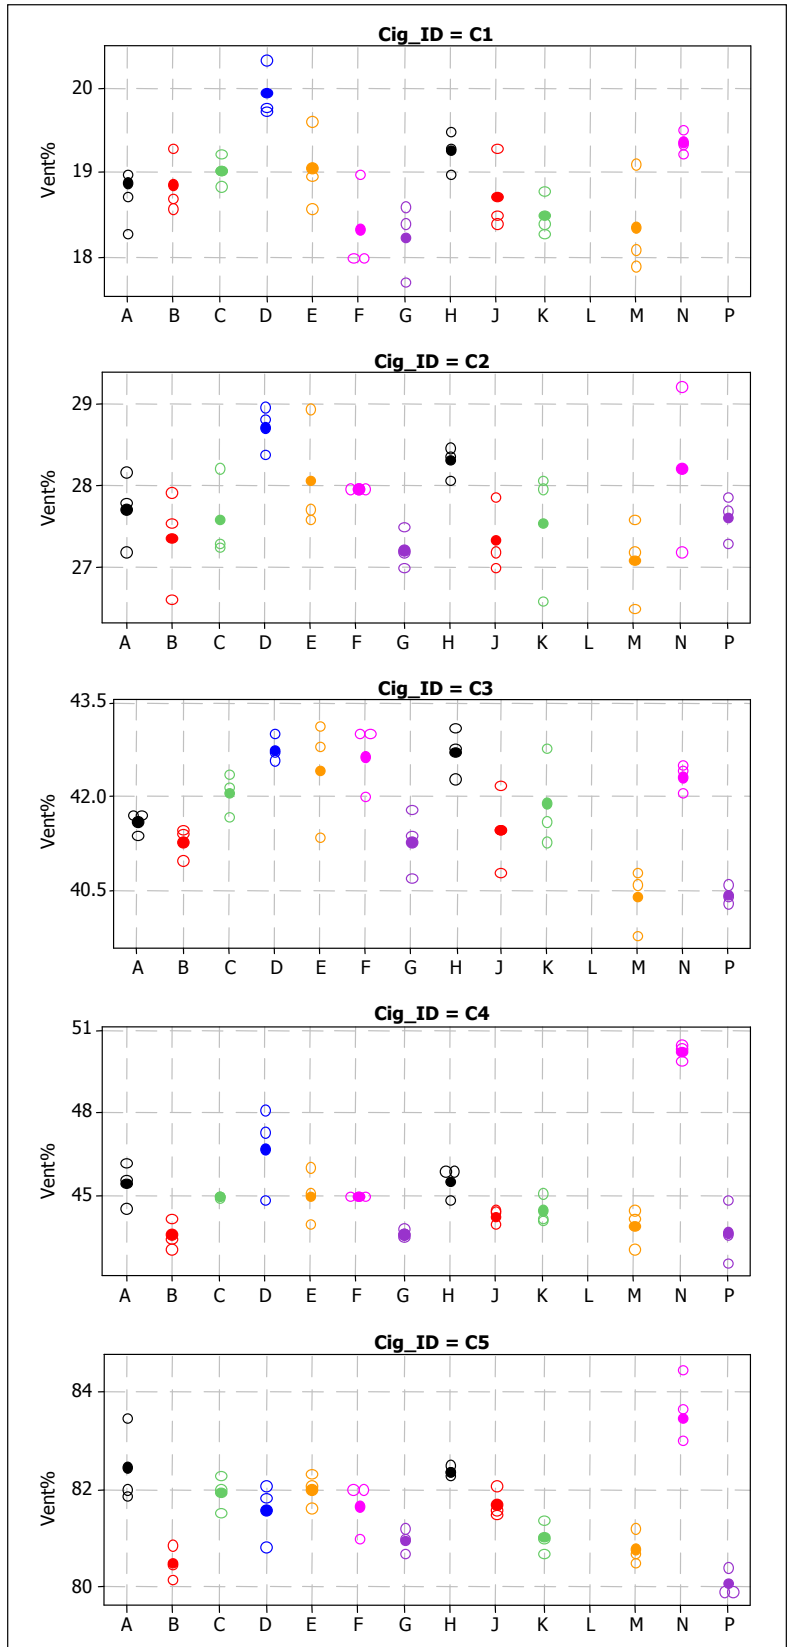 Cig_ID = C1
Vent%
20
19
18
A B C D E F G H J K L M N P
Cig_ID = C2
Vent%
29
28
27
A B C D E F G H J K L M N P
Cig_ID = C3
Vent%
43.5
42.0
40.5
A B C D E F G H J K L M N P
Cig_ID = C4
Vent%
51
48
45
A B C D E F G H J K L M N P
Cig_ID = C5
Vent%
84
82
80
A B C D E F G H J K L M N P